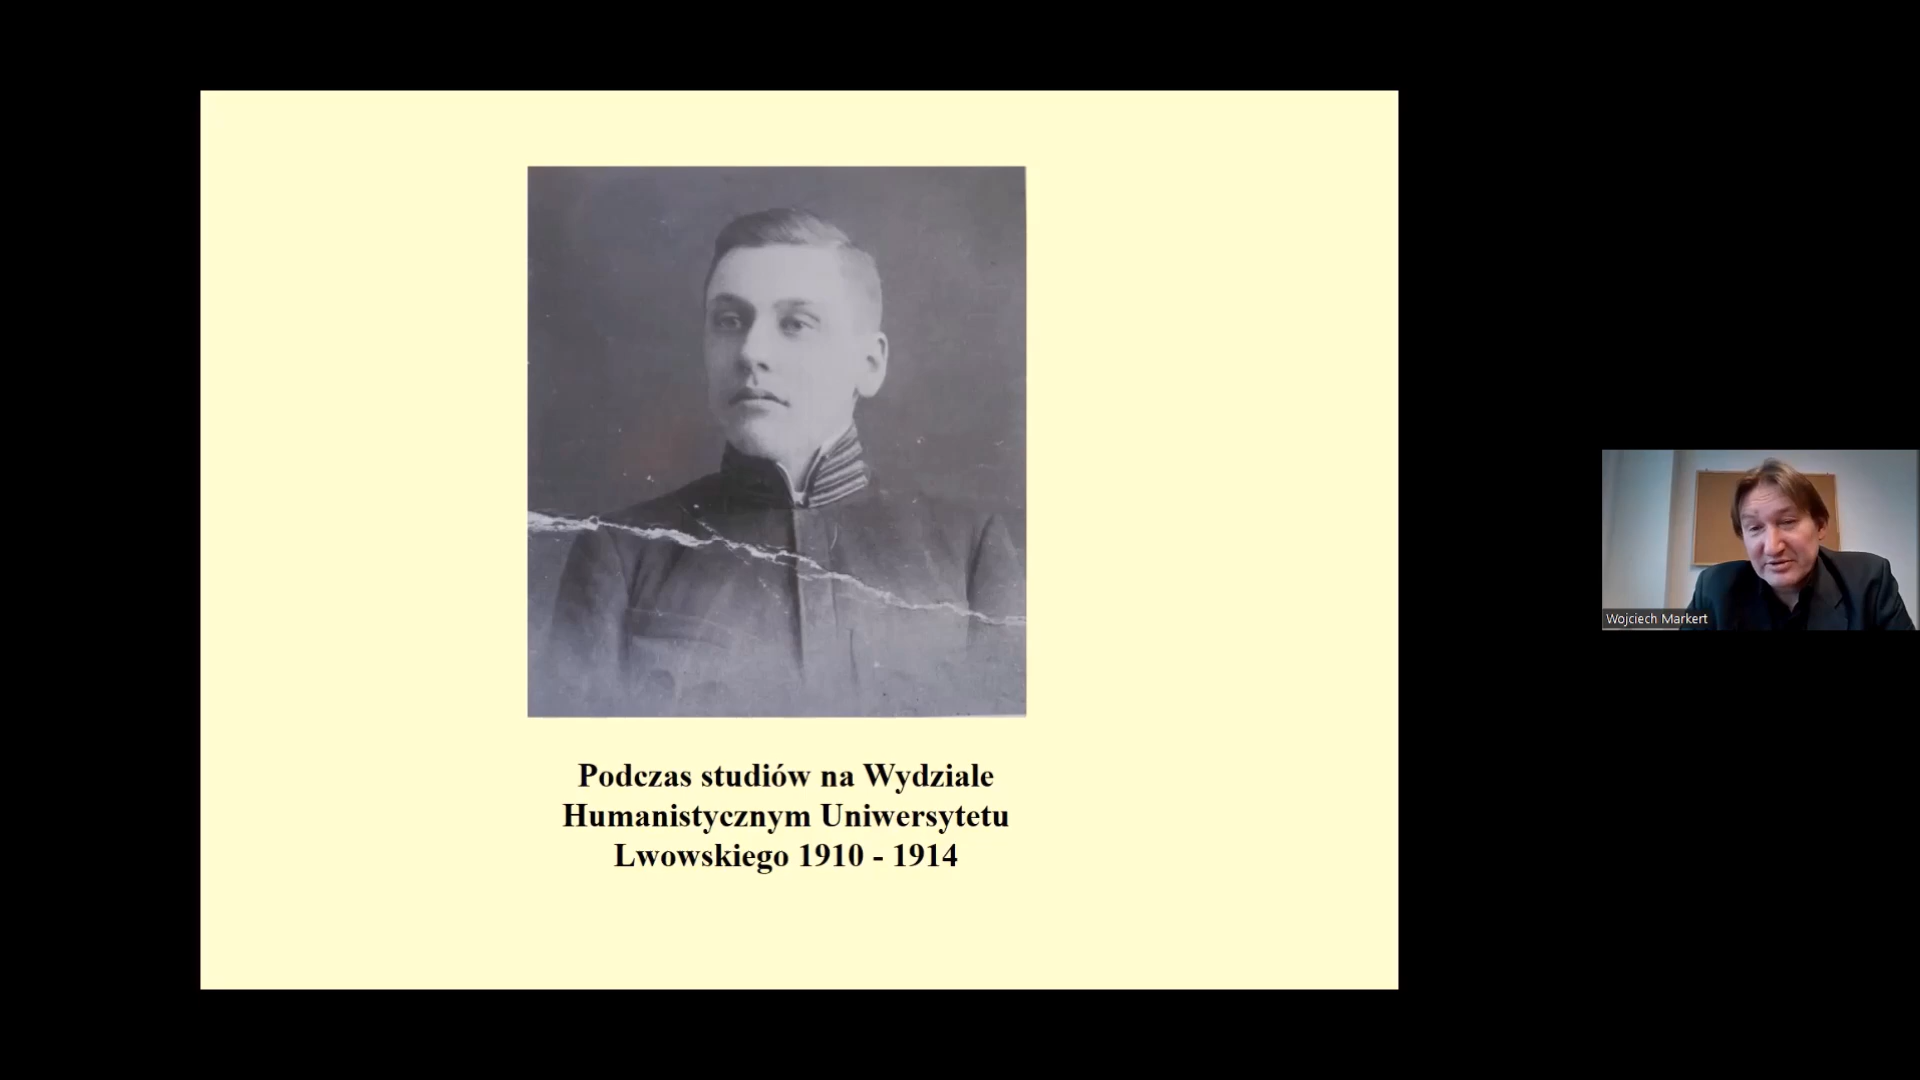 Podczas studiów na Wydziale
Humanistycznym Uniwersytetu
Lwowskiego 1910 - 1914
Wojciech Markert